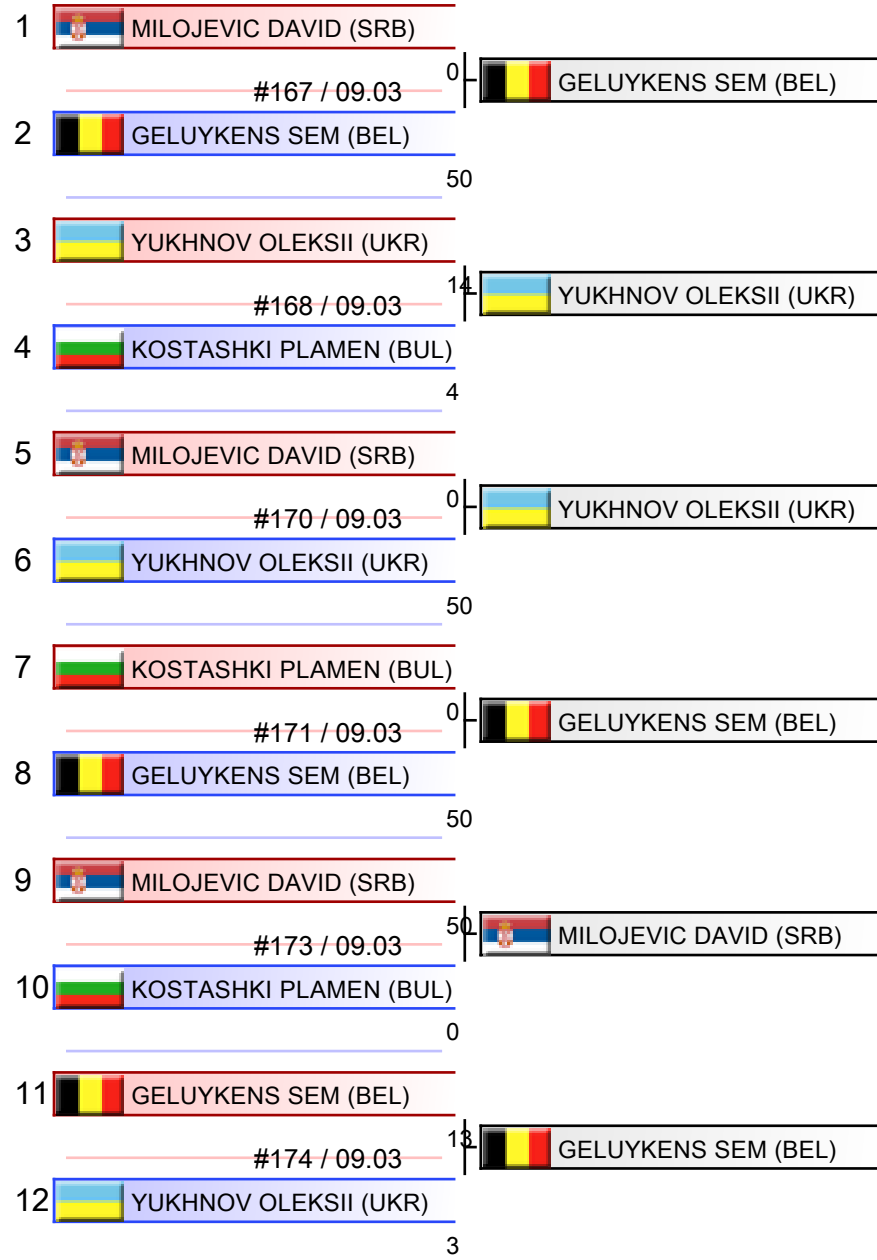 1 MILOJEVIC DAVID (SRB)
0 GELUYKENS SEM (BEL)
#167 / 09.03
2 GELUYKENS SEM (BEL)
50
3 YUKHNOV OLEKSII (UKR)
14 YUKHNOV OLEKSII (UKR)
#168 / 09.03
4 KOSTASHKI PLAMEN (BUL)
4
5 MILOJEVIC DAVID (SRB)
0 YUKHNOV OLEKSII (UKR)
#170 / 09.03
6 YUKHNOV OLEKSII (UKR)
50
7 KOSTASHKI PLAMEN (BUL)
0 GELUYKENS SEM (BEL)
#171 / 09.03
8 GELUYKENS SEM (BEL)
50
9 MILOJEVIC DAVID (SRB)
50 MILOJEVIC DAVID (SRB)
#173 / 09.03
10 KOSTASHKI PLAMEN (BUL)
0
11 GELUYKENS SEM (BEL)
13 GELUYKENS SEM (BEL)
#174 / 09.03
12 YUKHNOV OLEKSII (UKR)
3